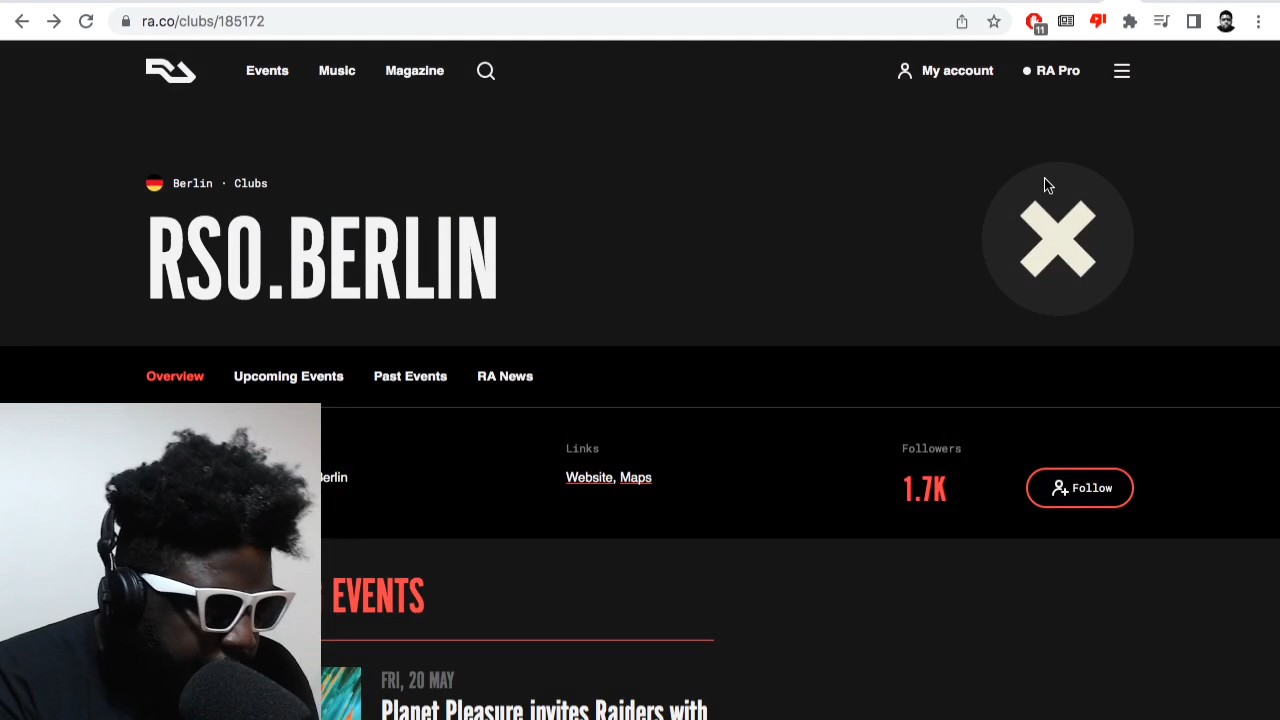 ra.co/clubs/185172
11
Events Music Magazine My account RA Pro
Berlin · Clubs
RSO.BERLIN
Overview Upcoming Events Past Events RA News
Links Followers
Website, Maps 1.7K Follow
EVENTS
FRI, 20 MAY
Planet Pleasure invites Raiders with